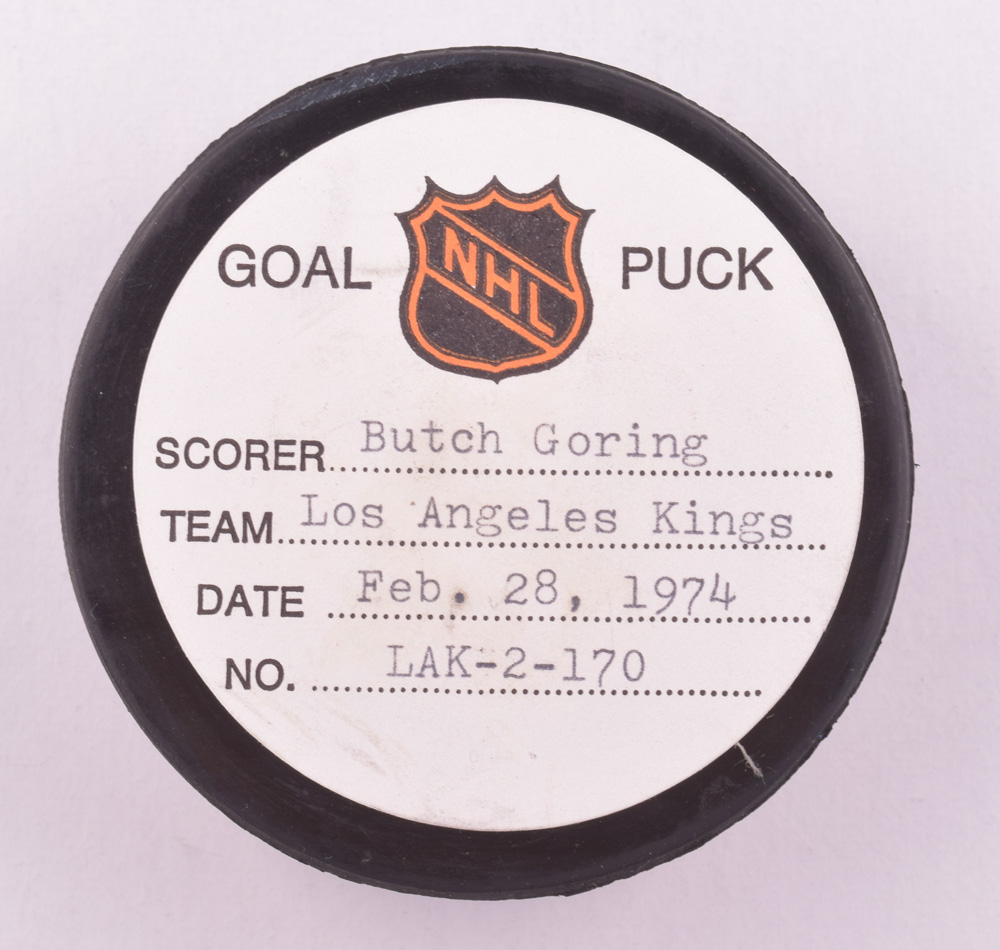 GOAL NHL PUCK
SCORER Butch Goring
TEAM Los Angeles Kings
DATE Feb. 28, 1974
NO. LAK-2-170